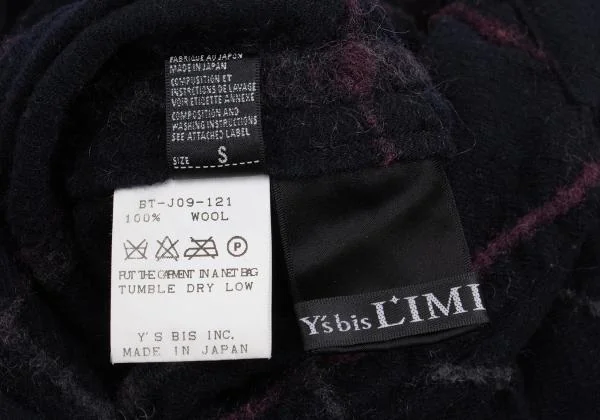 FABRIQUE AU JAPON
MADE IN JAPAN
COMPOSITION ET
INSTRUCTIONS DE LAVAGE
VOIR ETIQETTE ANNEXE
COMPOSITION AND
WASHING INSTRUCTIONS
SEE ATTACHED LABEL
SIZE S
BT-J09-121
100% WOOL
P
PUT THE GARMENT IN A NET BAG
TUMBLE DRY LOW
Y'S BIS INC.
MADE IN JAPAN
Y's bis LIMI